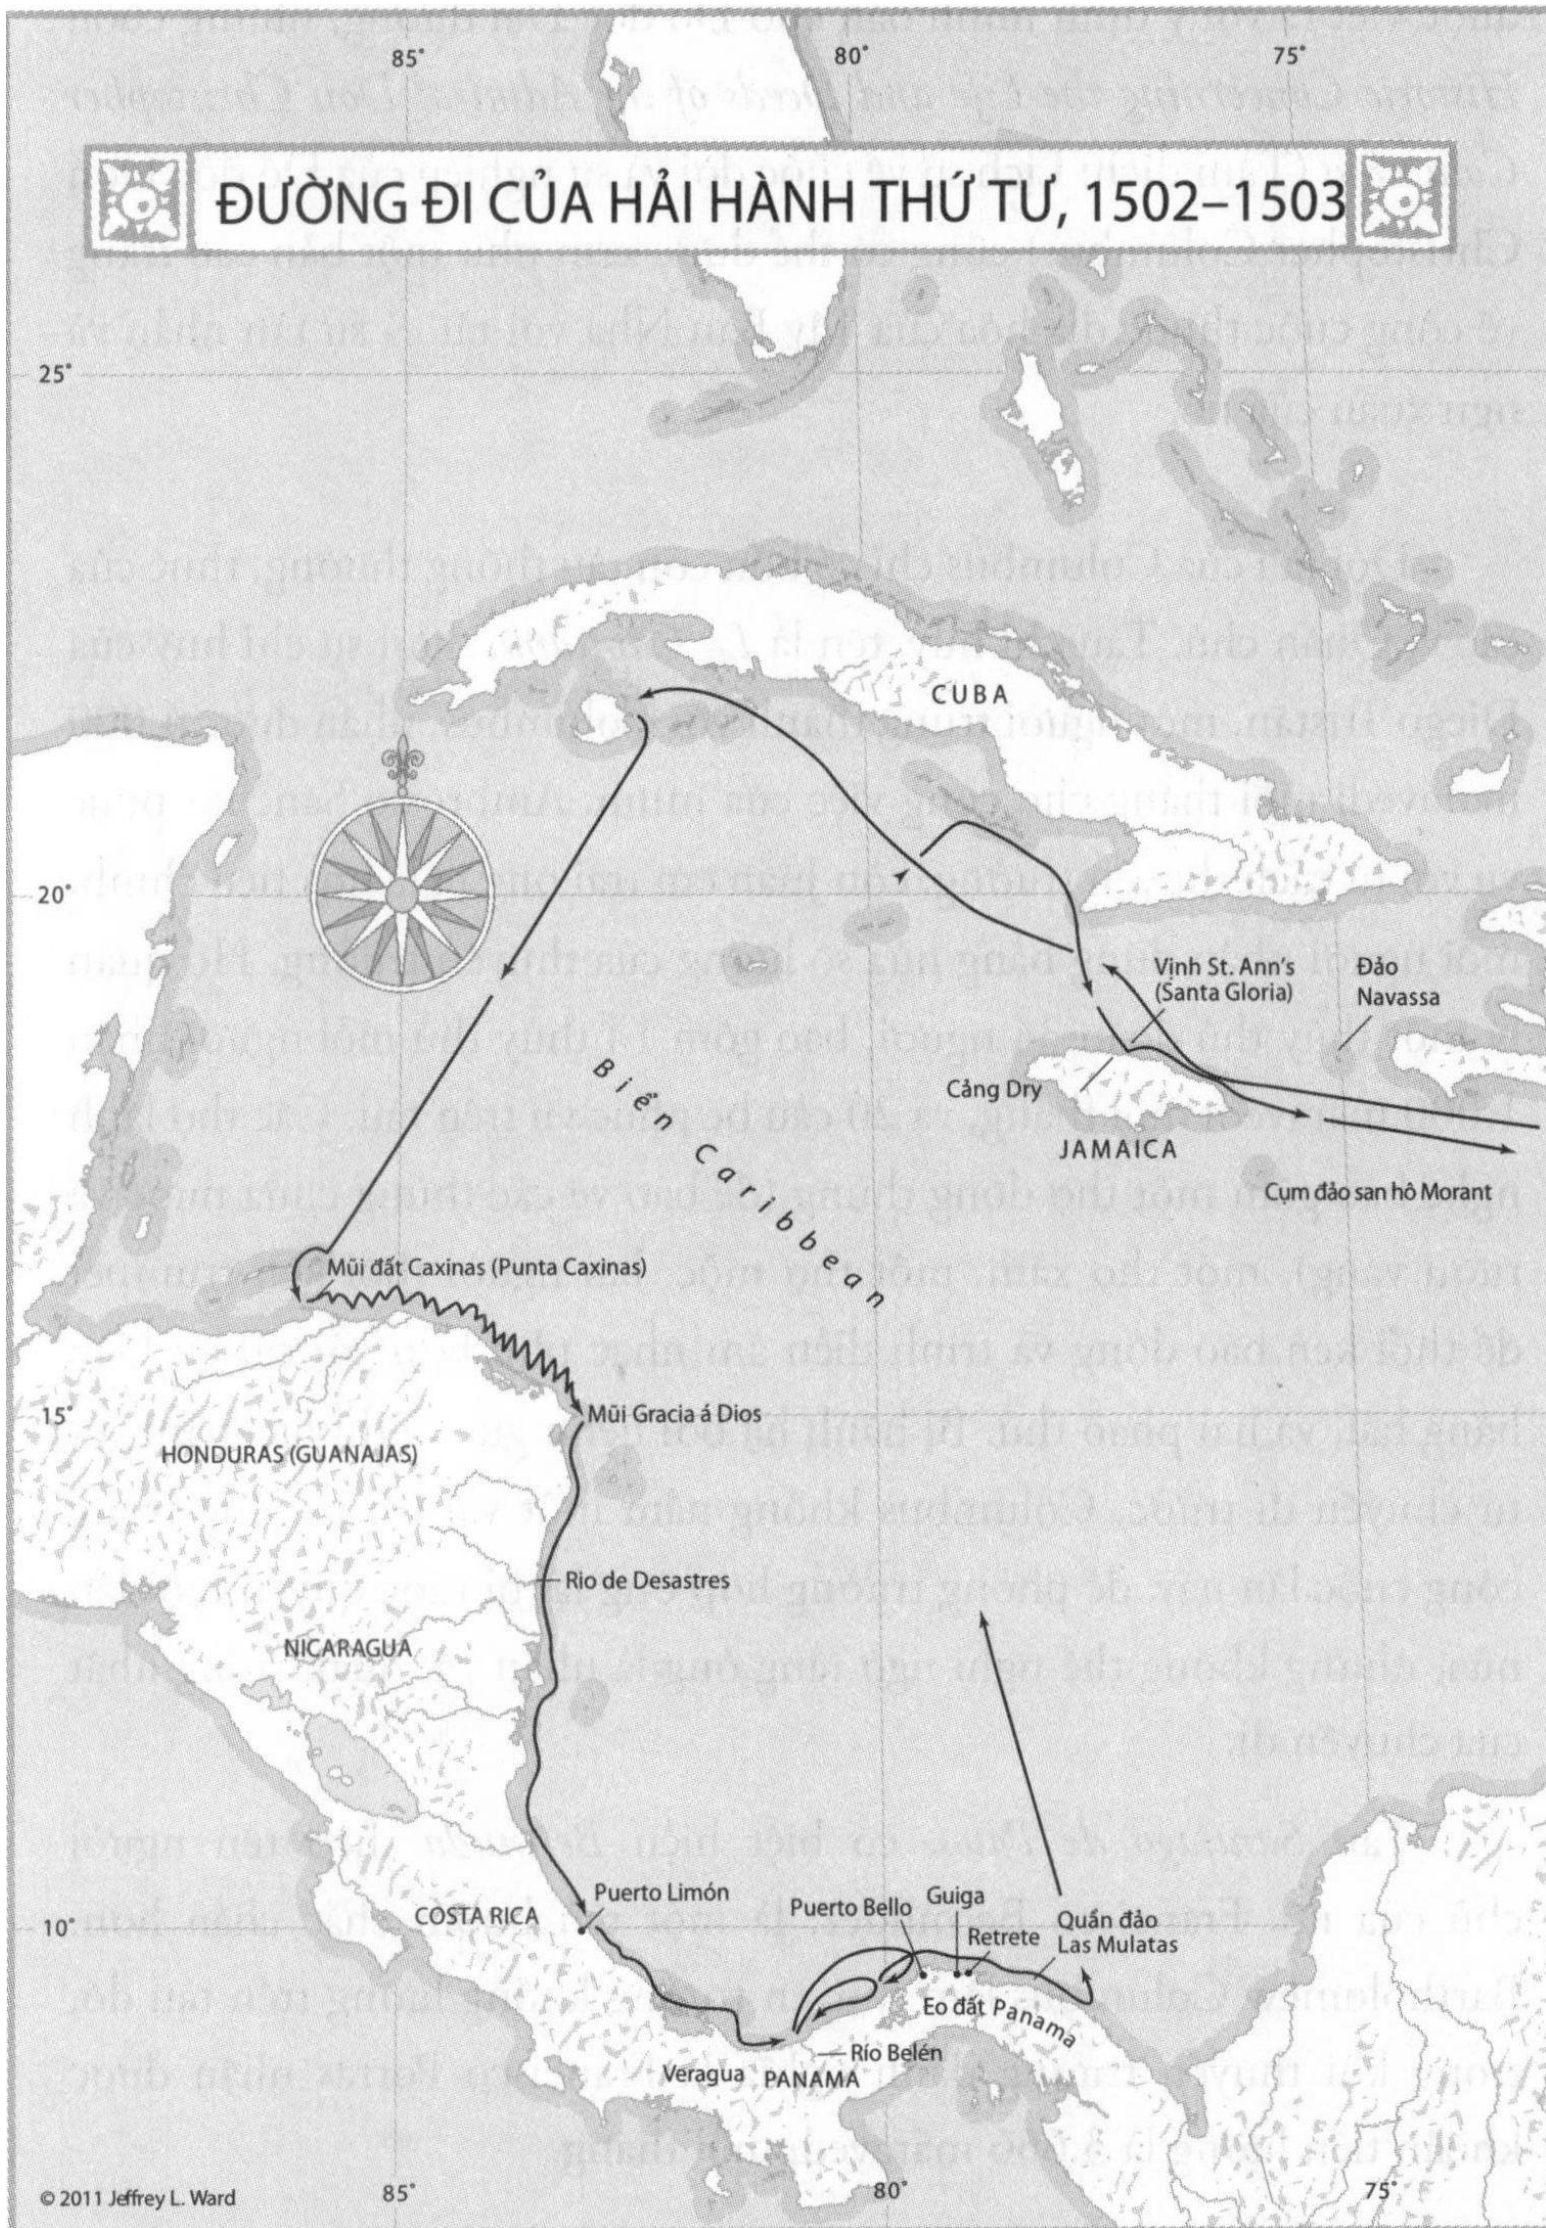 85°
80°
75°
ĐƯỜNG ĐI CỦA HẢI HÀNH THỨ TƯ, 1502–1503
25°
CUBA
20°
Vịnh St. Ann's
(Santa Gloria)
Đảo
Navassa
Biển Caribbean
Cảng Dry
JAMAICA
Cụm đảo san hô Morant
Mũi đất Caxinas (Punta Caxinas)
15°
Mũi Gracia á Dios
HONDURAS (GUANAJAS)
Rio de Desastres
NICARAGUA
Puerto Limón
COSTA RICA
10°
Puerto Bello
Guiga
Retrete
Quần đảo
Las Mulatas
Eo đất Panama
Río Belén
Veragua
PANAMA
© 2011 Jeffrey L. Ward
85°
80°
75°